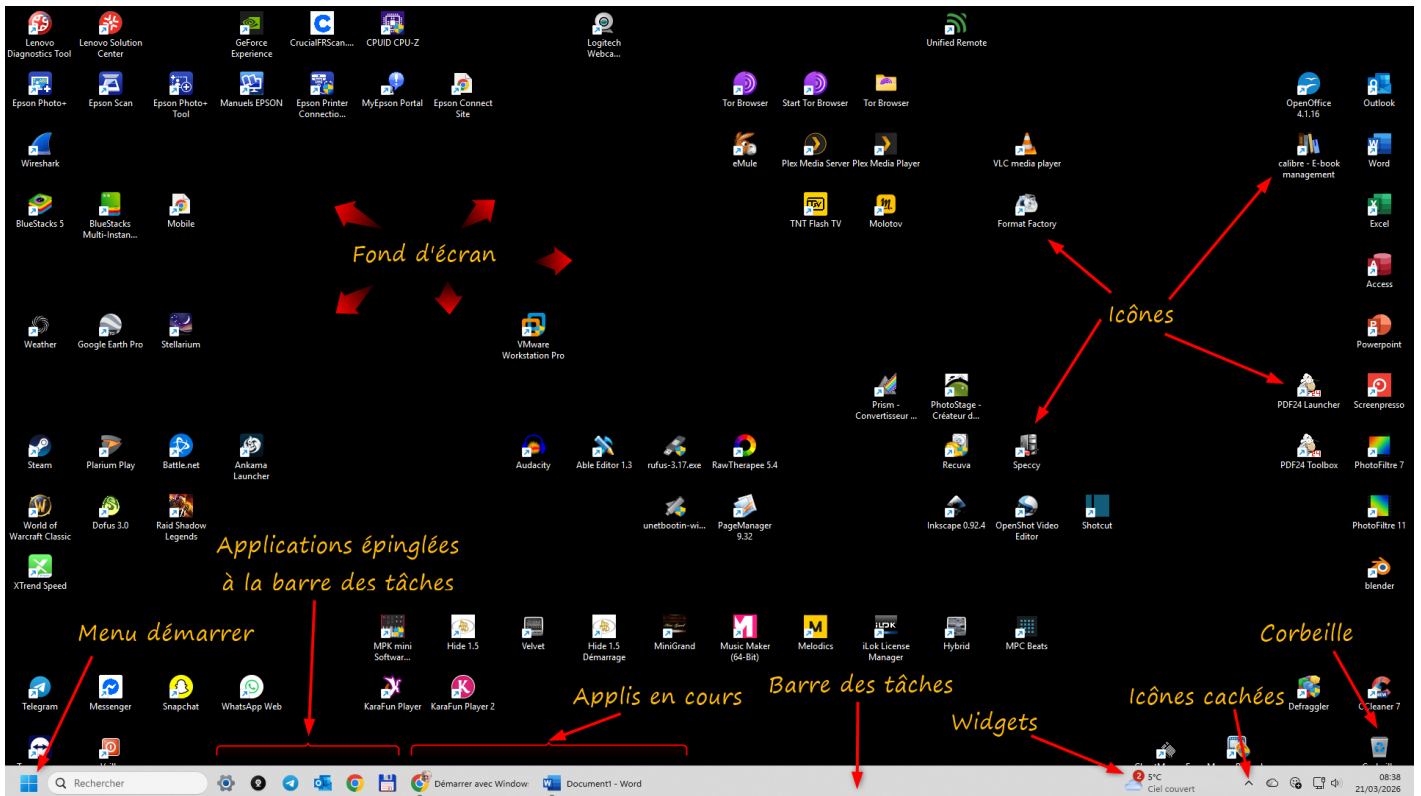 Lenovo
Diagnostics Tool
Lenovo Solution
Center
GeForce
Experience
CrucialFRScan....
CPUID CPU-Z
Logitech
Webca...
Unified Remote
Epson Photo+
Epson Scan
Epson Photo+
Tool
Manuels EPSON
Epson Printer
Connectio...
MyEpson Portal
Epson Connect
Site
Tor Browser
Start Tor Browser
Tor Browser
OpenOffice
4.1.16
Outlook
Wireshark
eMule
Plex Media Server
Plex Media Player
VLC media player
calibre - E-book
management
Word
BlueStacks 5
BlueStacks
Multi-Instan...
Mobile
TNT Flash TV
Molotov
Format Factory
Excel
Fond d'écran
Access
Icônes
Weather
Google Earth Pro
Stellarium
VMware
Workstation Pro
Powerpoint
Prism -
Convertisseur ...
PhotoStage -
Créateur d...
PDF24 Launcher
Screenpresso
Steam
Plarium Play
Battle.net
Ankama
Launcher
Audacity
Able Editor 1.3
rufus-3.17.exe
RawTherapee 5.4
Recuva
Speccy
PDF24 Toolbox
PhotoFiltre 7
World of
Warcraft Classic
Dofus 3.0
Raid Shadow
Legends
unetbootin-wi...
PageManager
9.32
Inkscape 0.92.4
OpenShot Video
Editor
Shotcut
PhotoFiltre 11
Applications épinglées
à la barre des tâches
XTrend Speed
blender
Menu démarrer
MPK mini
Softwar...
Hide 1.5
Velvet
Hide 1.5
Démarrage
MiniGrand
Music Maker
(64-Bit)
Melodics
iLok License
Manager
Hybrid
MPC Beats
Corbeille
Telegram
Messenger
Snapchat
WhatsApp Web
KaraFun Player
KaraFun Player 2
Applis en cours
Barre des tâches
Widgets
Icônes cachées
Defraggler
CCleaner 7
Rechercher
Démarrer avec Window
Document1 - Word
2
5°C
Ciel couvert
08:38
21/03/2026